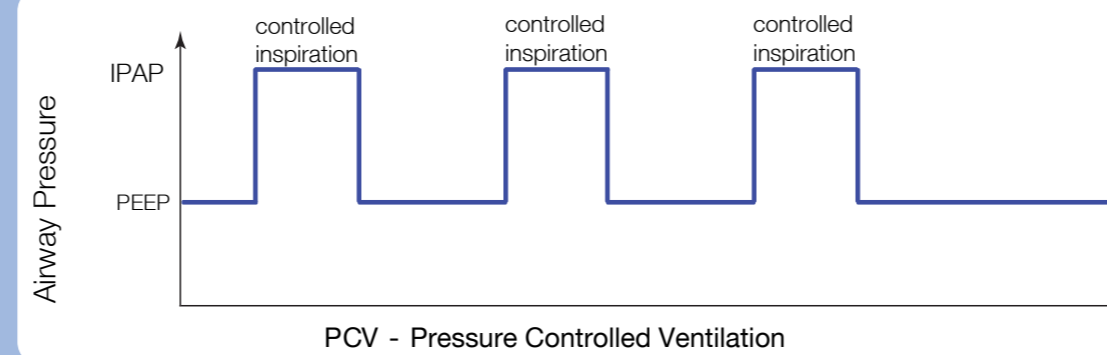 controlled
inspiration
controlled
inspiration
controlled
inspiration
IPAP
PEEP
Airway Pressure
PCV - Pressure Controlled Ventilation